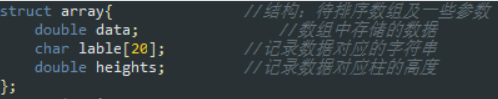 struct array{ //结构：待排序数组及一些参数
double data; //数组中存储的数据
char lable[20]; //记录数据对应的字符串
double heights; //记录数据对应柱的高度
};